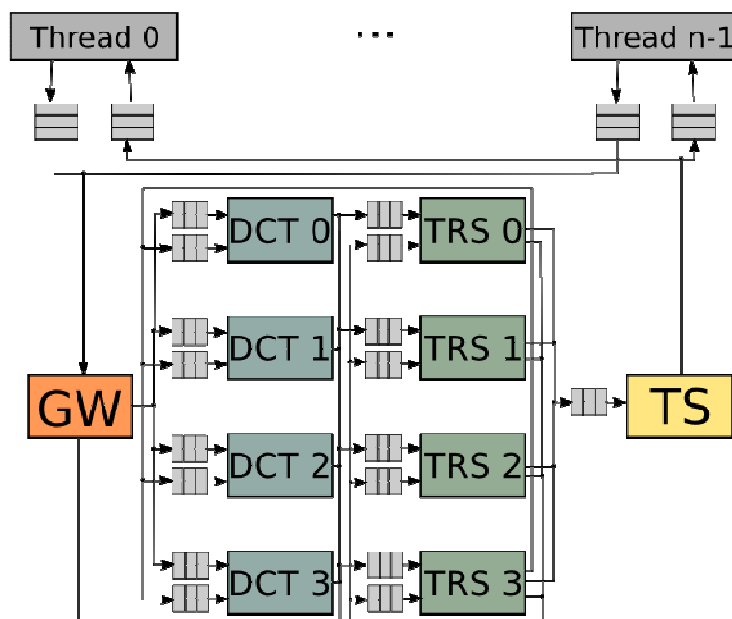 Thread 0
...
Thread n-1
DCT 0
TRS 0
DCT 1
TRS 1
GW
TS
DCT 2
TRS 2
DCT 3
TRS 3